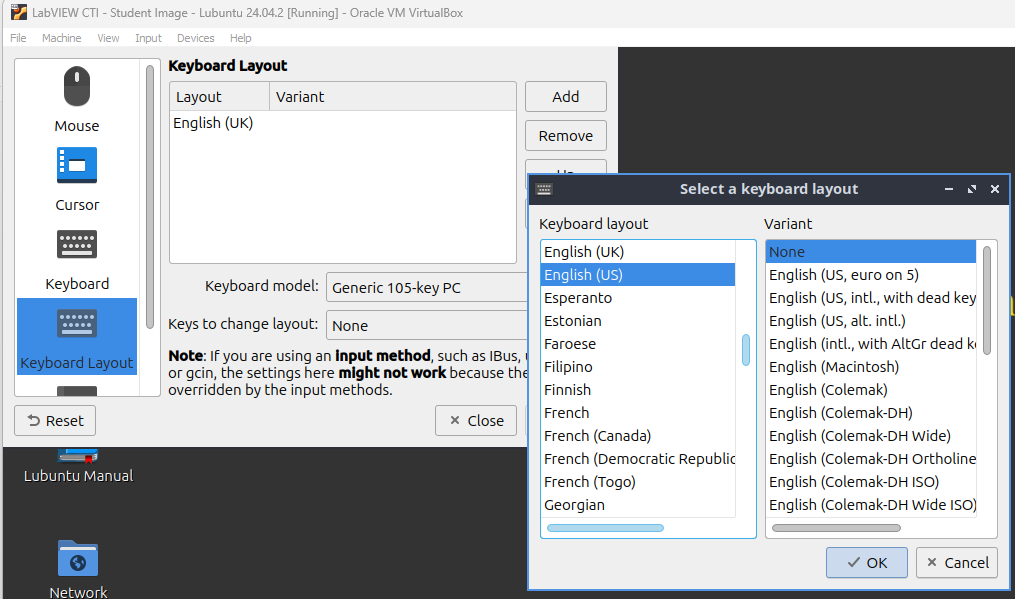 LabVIEW CTI - Student Image - Lubuntu 24.04.2 [Running] - Oracle VM VirtualBox
File Machine View Input Devices Help
Mouse
Cursor
Keyboard
Keyboard Layout
Reset
Keyboard Layout
Layout Variant
English (UK)
Add
Remove
Keyboard model: Generic 105-key PC
Keys to change layout: None
Note: If you are using an input method, such as IBus,
or gcin, the settings here might not work because the
overridden by the input methods.
Close
Select a keyboard layout
Keyboard layout
English (UK)
English (US)
Esperanto
Estonian
Faroese
Filipino
Finnish
French
French (Canada)
French (Democratic Republic
French (Togo)
Georgian
Variant
None
English (US, euro on 5)
English (US, intl., with dead key
English (US, alt. intl.)
English (intl., with AltGr dead k
English (Macintosh)
English (Colemak)
English (Colemak-DH)
English (Colemak-DH Wide)
English (Colemak-DH Ortholine
English (Colemak-DH ISO)
English (Colemak-DH Wide ISO)
OK
Cancel
Lubuntu Manual
Network